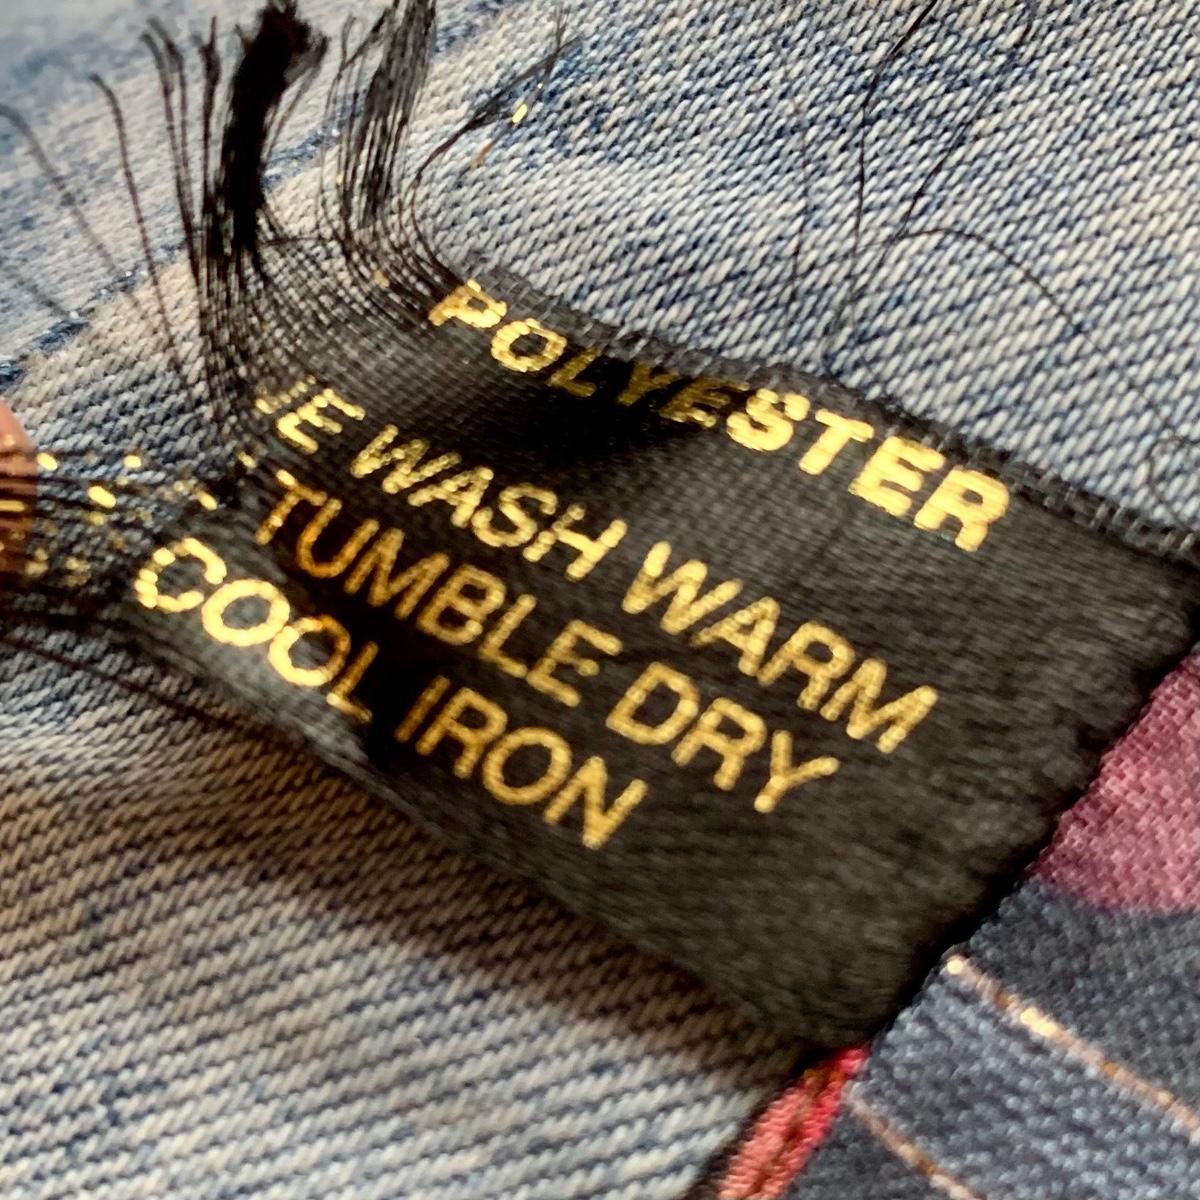 POLYESTER
E WASH WARM
TUMBLE DRY
COOL IRON